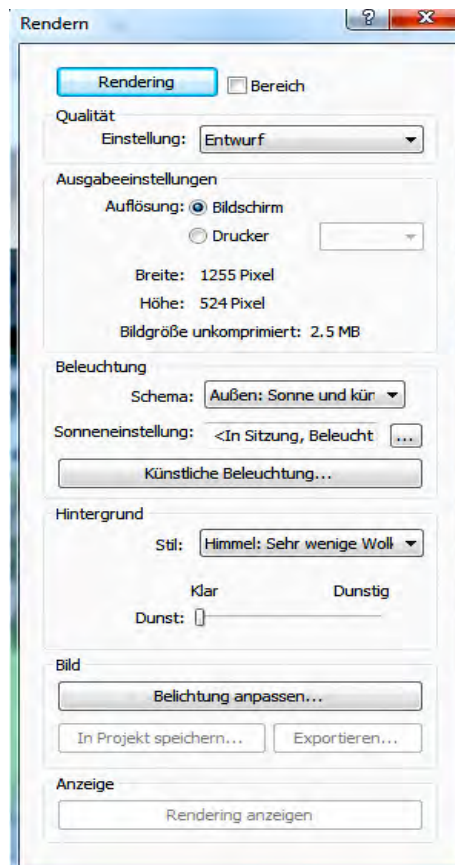 Rendern
Rendering Bereich
Qualität
Einstellung: Entwurf
Ausgabeeinstellungen
Auflösung: Bildschirm
Drucker
Breite: 1255 Pixel
Höhe: 524 Pixel
Bildgröße unkomprimiert: 2.5 MB
Beleuchtung
Schema: Außen: Sonne und kür
Sonneneinstellung: <In Sitzung, Beleucht ...
Künstliche Beleuchtung...
Hintergrund
Stil: Himmel: Sehr wenige Woll
Klar Dunstig
Dunst:
Bild
Belichtung anpassen...
In Projekt speichern... Exportieren...
Anzeige
Rendering anzeigen